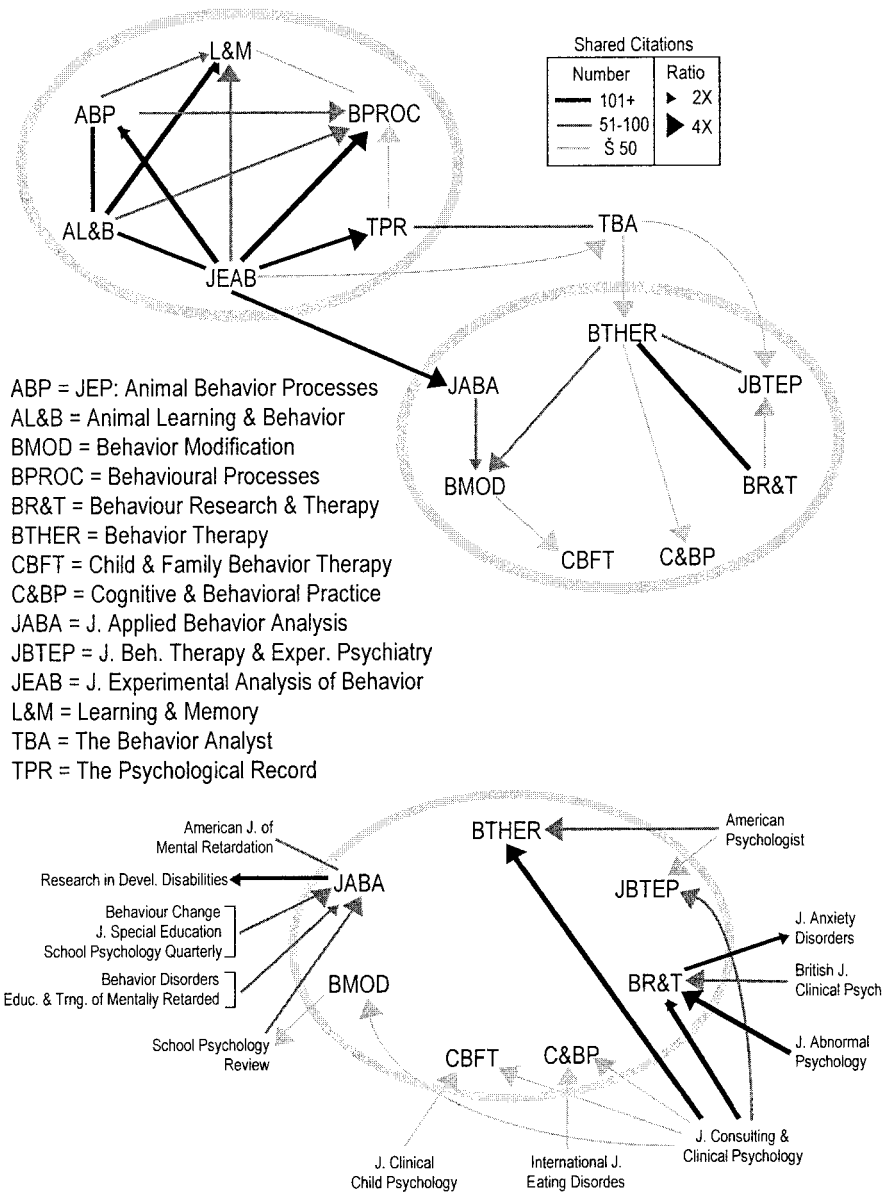 L&M
ABP
BPROC
AL&B
TPR
JEAB
TBA
Shared Citations
Number
Ratio
101+
2X
51-100
4X
Š 50
BTHER
JABA
JBTEP
BMOD
BR&T
CBFT
C&BP
ABP = JEP: Animal Behavior Processes
AL&B = Animal Learning & Behavior
BMOD = Behavior Modification
BPROC = Behavioural Processes
BR&T = Behaviour Research & Therapy
BTHER = Behavior Therapy
CBFT = Child & Family Behavior Therapy
C&BP = Cognitive & Behavioral Practice
JABA = J. Applied Behavior Analysis
JBTEP = J. Beh. Therapy & Exper. Psychiatry
JEAB = J. Experimental Analysis of Behavior
L&M = Learning & Memory
TBA = The Behavior Analyst
TPR = The Psychological Record
American J. of
Mental Retardation
Research in Devel. Disabilities
Behaviour Change
J. Special Education
School Psychology Quarterly
Behavior Disorders
Educ. & Trng. of Mentally Retarded
School Psychology
Review
BTHER
JABA
JBTEP
BMOD
BR&T
CBFT
C&BP
American
Psychologist
J. Anxiety
Disorders
British J.
Clinical Psych
J. Abnormal
Psychology
J. Consulting &
Clinical Psychology
J. Clinical
Child Psychology
International J.
Eating Disordes